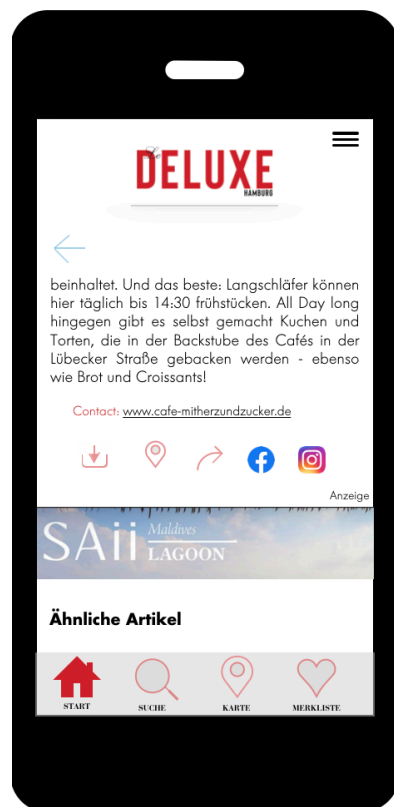 Le
DELUXE
HAMBURG
beinhaltet. Und das beste: Langschläfer können
hier täglich bis 14:30 frühstücken. All Day long
hingegen gibt es selbst gemacht Kuchen und
Torten, die in der Backstube des Cafés in der
Lübecker Straße gebacken werden - ebenso
wie Brot und Croissants!
Contact: www.cafe-mitherzundzucker.de
Anzeige
SAii Maldives
LAGOON
Ähnliche Artikel
START SUCHE KARTE MERKLISTE